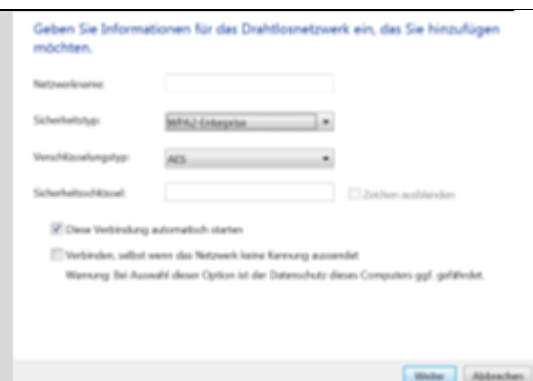 Geben Sie Informationen für das Drahtlosnetzwerk ein, das Sie hinzufügen
möchten.
Netzwerkname:
Sicherheitstyp: WPA2-Enterprise
Verschlüsselungstyp: AES
Sicherheitsschlüssel: Zeichen ausblenden
Diese Verbindung automatisch starten
Verbinden, selbst wenn das Netzwerk keine Kennung aussendet
Warnung: Bei Auswahl dieser Option ist der Datenschutz dieses Computers ggf. gefährdet.
Weiter Abbrechen